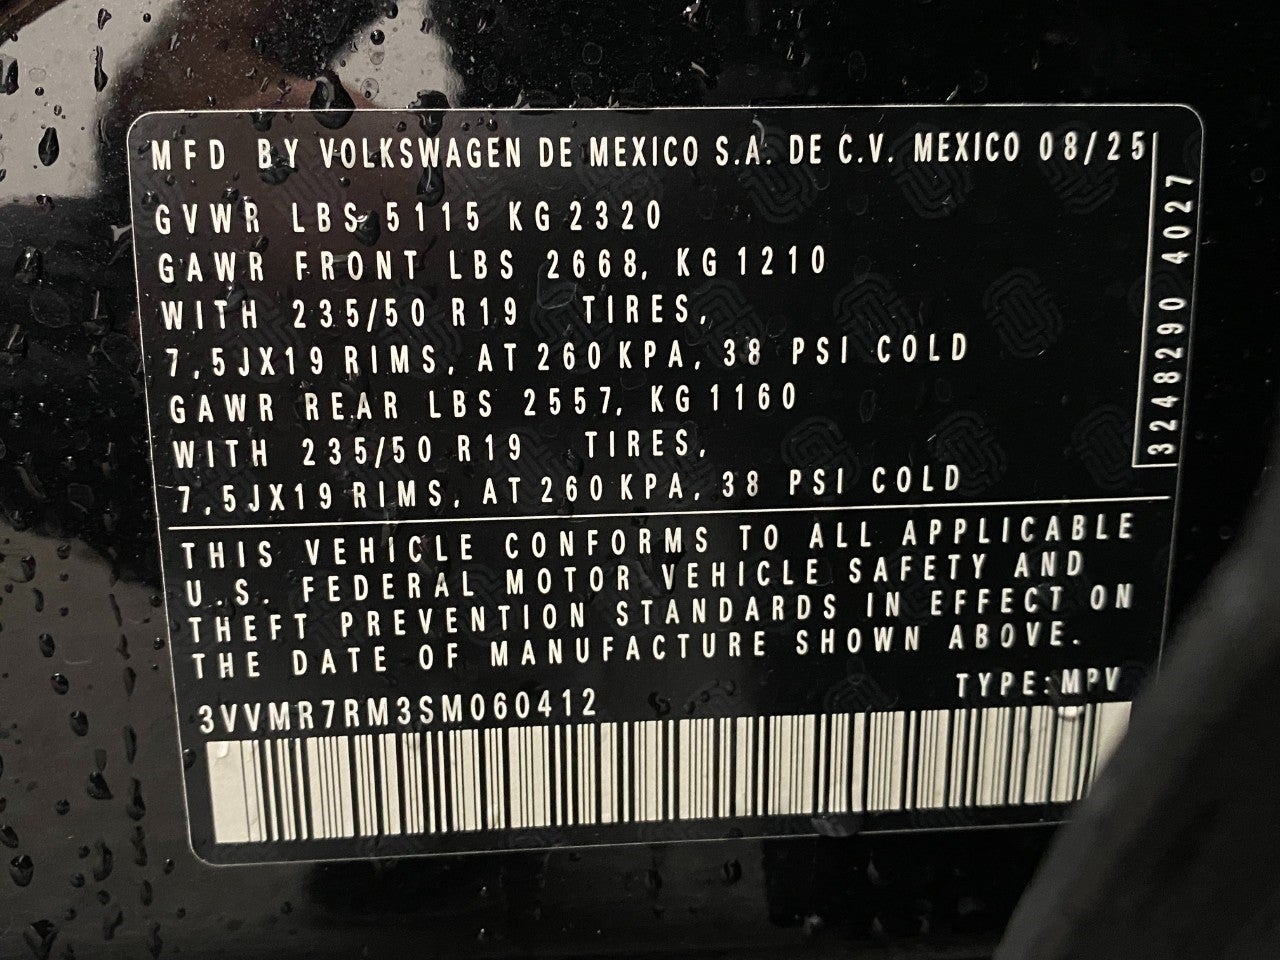 MFD BY VOLKSWAGEN DE MEXICO S.A. DE C.V. MEXICO 08/25
GVWR LBS 5115 KG 2320
GAWR FRONT LBS 2668, KG 1210
WITH 235/50 R19 TIRES,
7,5JX19 RIMS, AT 260 KPA, 38 PSI COLD
GAWR REAR LBS 2557, KG 1160
WITH 235/50 R19 TIRES,
7,5JX19 RIMS, AT 260 KPA, 38 PSI COLD
3248290 4027
THIS VEHICLE CONFORMS TO ALL APPLICABLE
U.S. FEDERAL MOTOR VEHICLE SAFETY AND
THEFT PREVENTION STANDARDS IN EFFECT ON
THE DATE OF MANUFACTURE SHOWN ABOVE.
3VVMR7RM3SM060412 TYPE:MPV